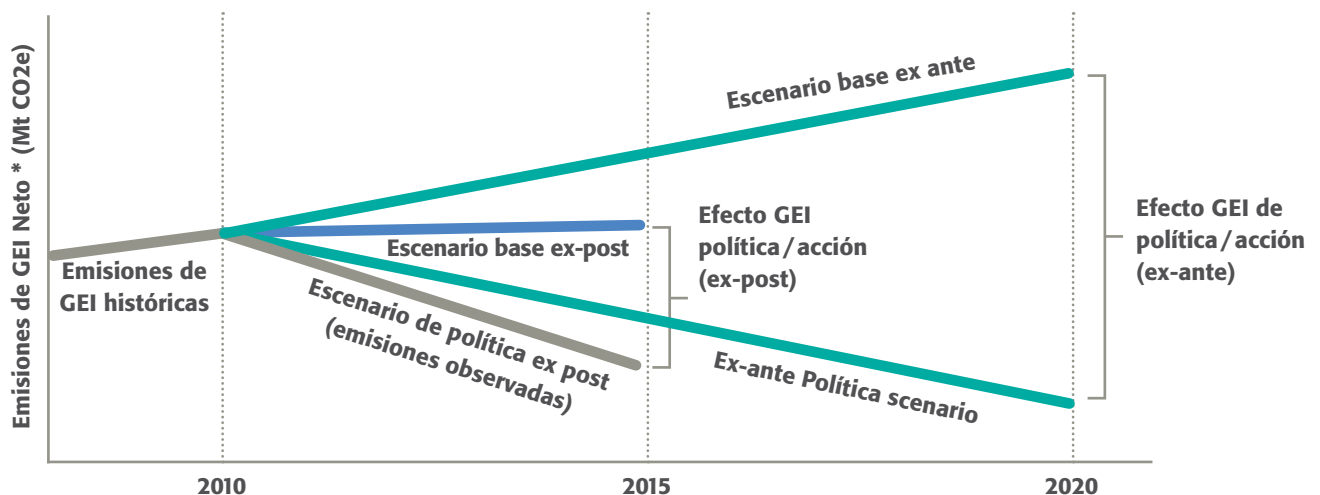 Emisiones de GEI Neto * (Mt CO2e)
Escenario base ex ante
Efecto GEI
política/acción
(ex-post)
Efecto GEI de
política/acción
(ex-ante)
Escenario base ex-post
Emisiones de
GEI históricas
Escenario de política ex post
(emisiones observadas)
Ex-ante Política scenario
2010
2015
2020